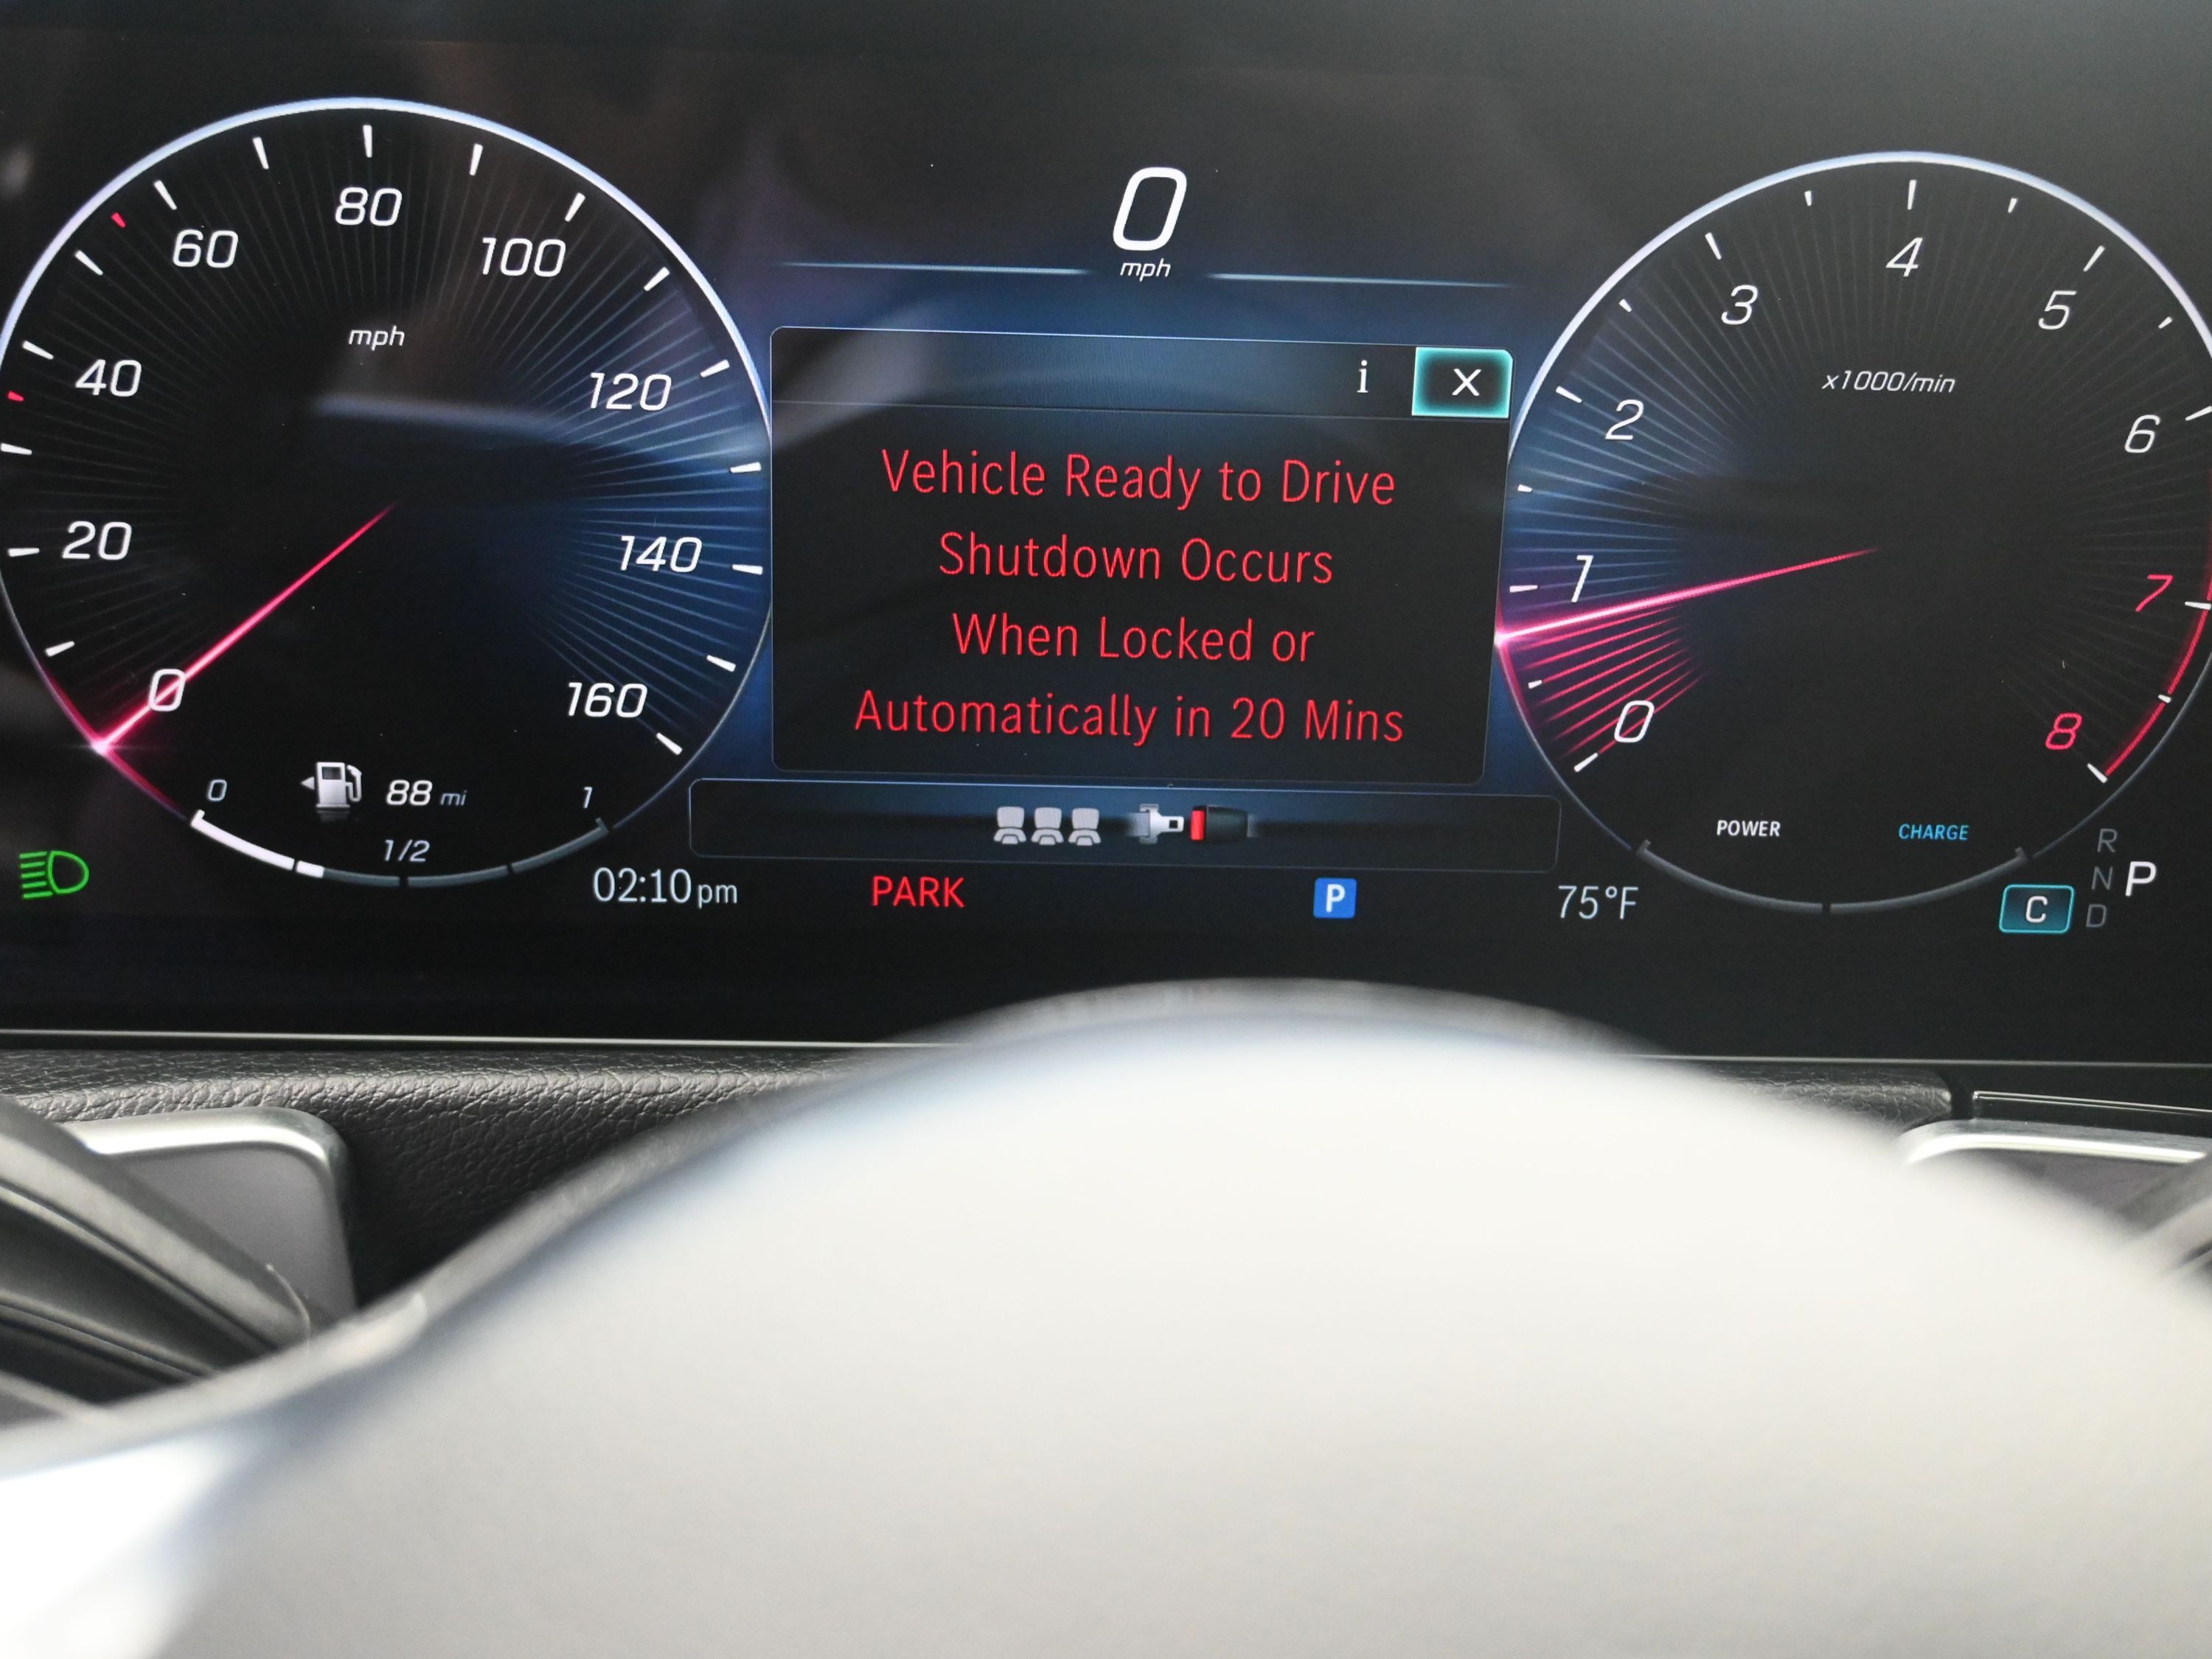 0
mph
0
20
40
60
80
100
120
140
160
mph
0
88 mi
1
1/2
i X
Vehicle Ready to Drive
Shutdown Occurs
When Locked or
Automatically in 20 Mins
0
1
2
3
4
5
6
7
8
x1000/min
POWER CHARGE
02:10 pm
PARK
P
75°F
C
R
N
D
P